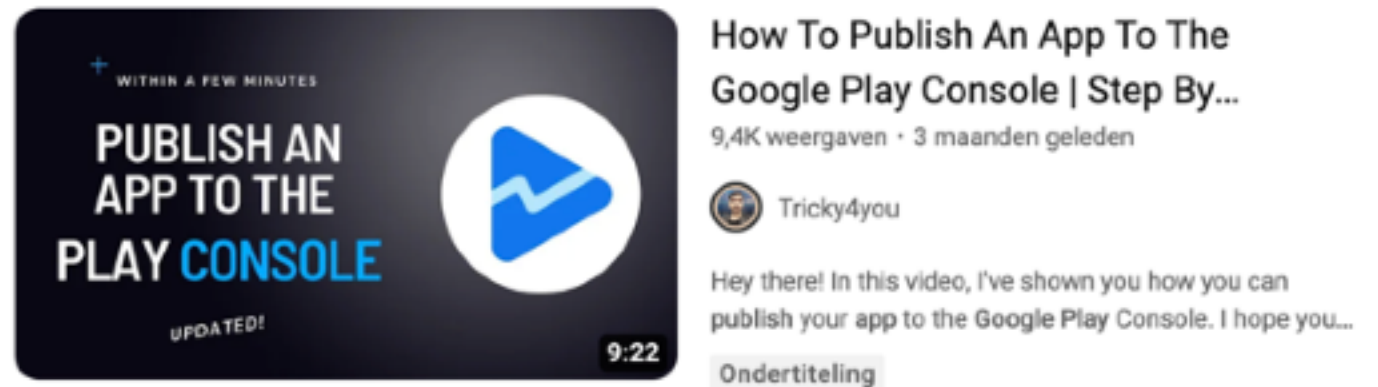 WITHIN A FEW MINUTES
PUBLISH AN
APP TO THE
PLAY CONSOLE
UPDATED!
9:22
How To Publish An App To The
Google Play Console | Step By...
9,4K weergaven • 3 maanden geleden
Tricky4you
Hey there! In this video, I've shown you how you can
publish your app to the Google Play Console. I hope you...
Ondertiteling